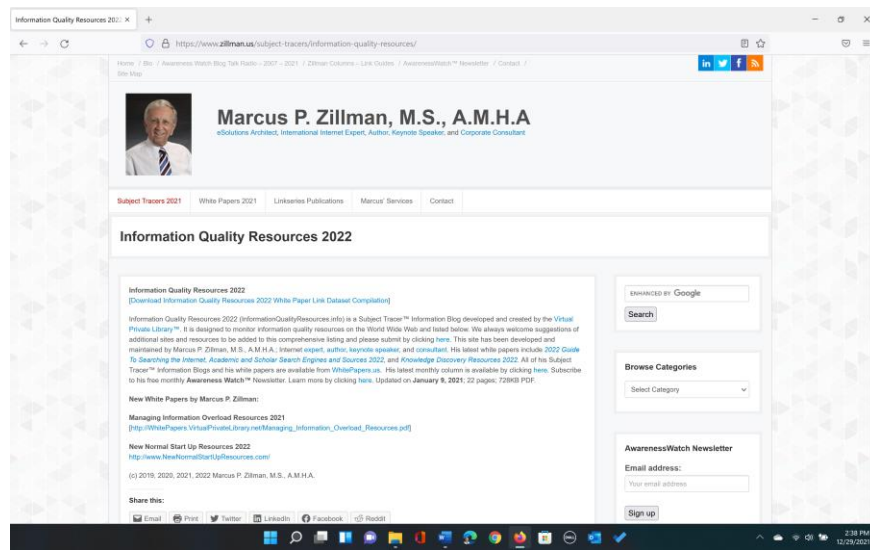 Information Quality Resources 202
https://www.zillman.us/subject-tracers/information-quality-resources/
Home / Bio / Awareness Watch Blog Talk Radio – 2007 – 2021 / Zillman Columns – Link Guides / AwarenessWatch™ Newsletter / Contact /
Site Map
Marcus P. Zillman, M.S., A.M.H.A
eSolutions Architect, International Internet Expert, Author, Keynote Speaker, and Corporate Consultant
Subject Tracers 2021 White Papers 2021 Linkseries Publications Marcus' Services Contact
Information Quality Resources 2022
Information Quality Resources 2022
[Download Information Quality Resources 2022 White Paper Link Dataset Compilation]
Information Quality Resources 2022 (InformationQualityResources.info) is a Subject Tracer™ Information Blog developed and created by the Virtual
Private Library™. It is designed to monitor information quality resources on the World Wide Web and listed below. We always welcome suggestions of
additional sites and resources to be added to this comprehensive listing and please submit by clicking here. This site has been developed and
maintained by Marcus P. Zillman, M.S., A.M.H.A.; Internet expert, author, keynote speaker, and consultant. His latest white papers include 2022 Guide
To Searching the Internet, Academic and Scholar Search Engines and Sources 2022, and Knowledge Discovery Resources 2022. All of his Subject
Tracer™ Information Blogs and his white papers are available from WhitePapers.us. His latest monthly column is available by clicking here. Subscribe
to his free monthly Awareness Watch™ Newsletter. Learn more by clicking here. Updated on January 9, 2021; 22 pages; 728KB PDF.
New White Papers by Marcus P. Zillman:
Managing Information Overload Resources 2021
[http://WhitePapers.VirtualPrivateLibrary.net/Managing_Information_Overload_Resources.pdf]
New Normal Start Up Resources 2022
http://www.NewNormalStartUpResources.com/
(c) 2019, 2020, 2021, 2022 Marcus P. Zillman, M.S., A.M.H.A.
Share this:
Email Print Twitter LinkedIn Facebook Reddit
ENHANCED BY Google
Search
Browse Categories
Select Category
AwarenessWatch Newsletter
Email address:
Your email address
Sign up
2:38 PM
12/29/2021